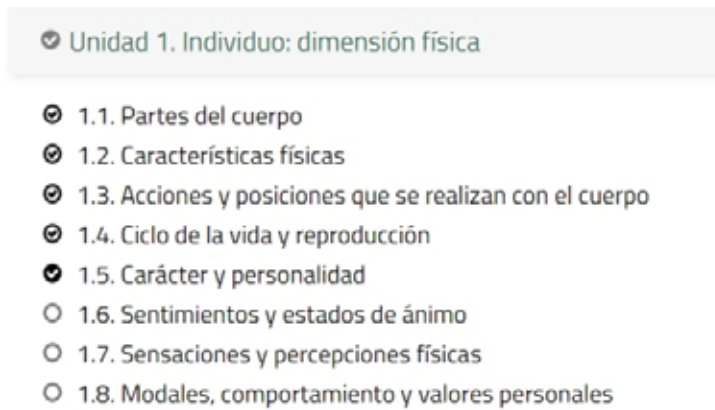 Unidad 1. Individuo: dimensión física
1.1. Partes del cuerpo
1.2. Características físicas
1.3. Acciones y posiciones que se realizan con el cuerpo
1.4. Ciclo de la vida y reproducción
1.5. Carácter y personalidad
1.6. Sentimientos y estados de ánimo
1.7. Sensaciones y percepciones físicas
1.8. Modales, comportamiento y valores personales